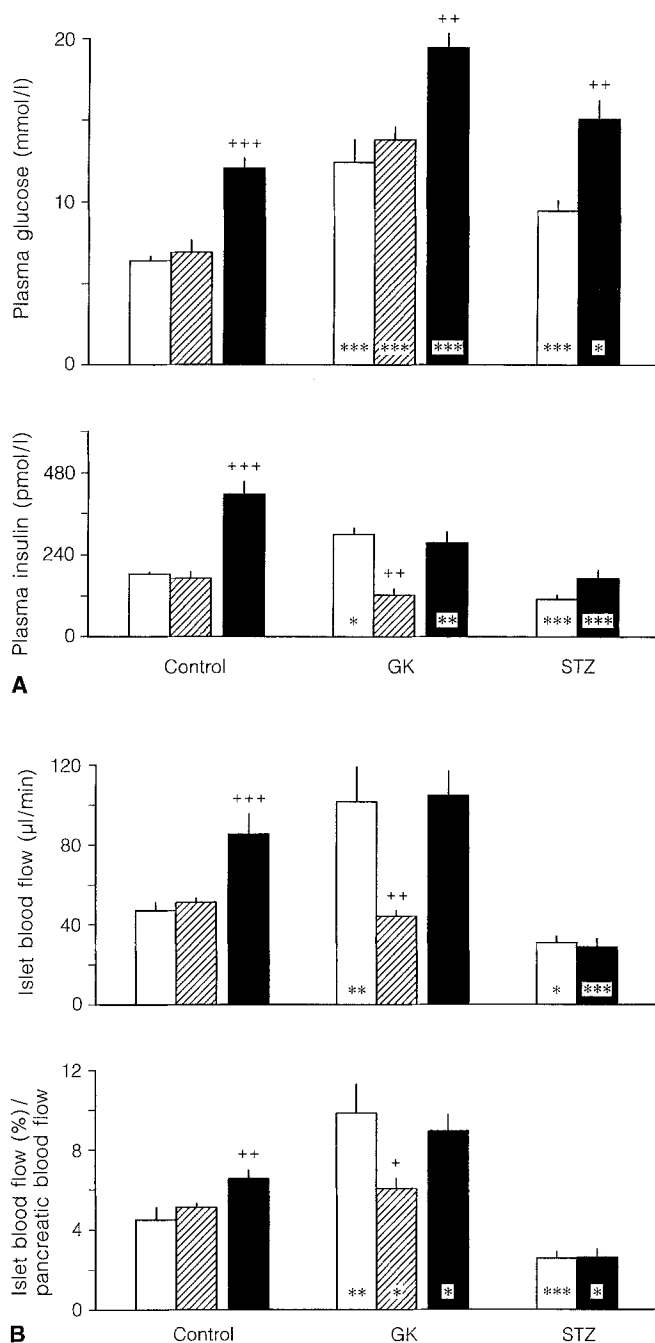 Plasma glucose (mmol/l)
20
10
0
+++
++
++
*** *** ***
*** *
Plasma insulin (pmol/l)
480
240
0
+++
++
* **
*** ***
Control GK STZ
A
Islet blood flow (µl/min)
120
80
40
0
+++
++
**
* ***
Islet blood flow (%)/
pancreatic blood flow
12
8
4
0
++
+
** * *
*** *
Control GK STZ
B